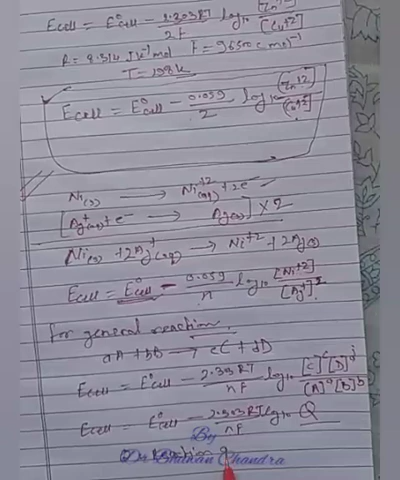 Ecell = E°cell − 2.303RT/2F log10 [Zn+2]/[Cu+2]
R = 8.314 JK⁻¹mol F = 96500 C mol⁻¹
T = 298K
Ecell = E°cell − 0.059/2 log10 [Zn+2]/[Cu+2]
Ni(s) → Ni+2(aq) + 2e⁻
[Ag+(aq) + e⁻ → Ag(s)] × 2
Ni(s) + 2Ag+(aq) → Ni+2 + 2Ag(s)
Ecell = E°cell − 0.059/n log10 [Ni+2]/[Ag+]²
For general reaction,
aA + bB → cC + dD
Ecell = E°cell − 2.303RT/nF log10 [C]^c[D]^d/[A]^a[B]^b
Ecell = E°cell − 2.303RT/nF log10 Q
By
Q reaction q
Chandra